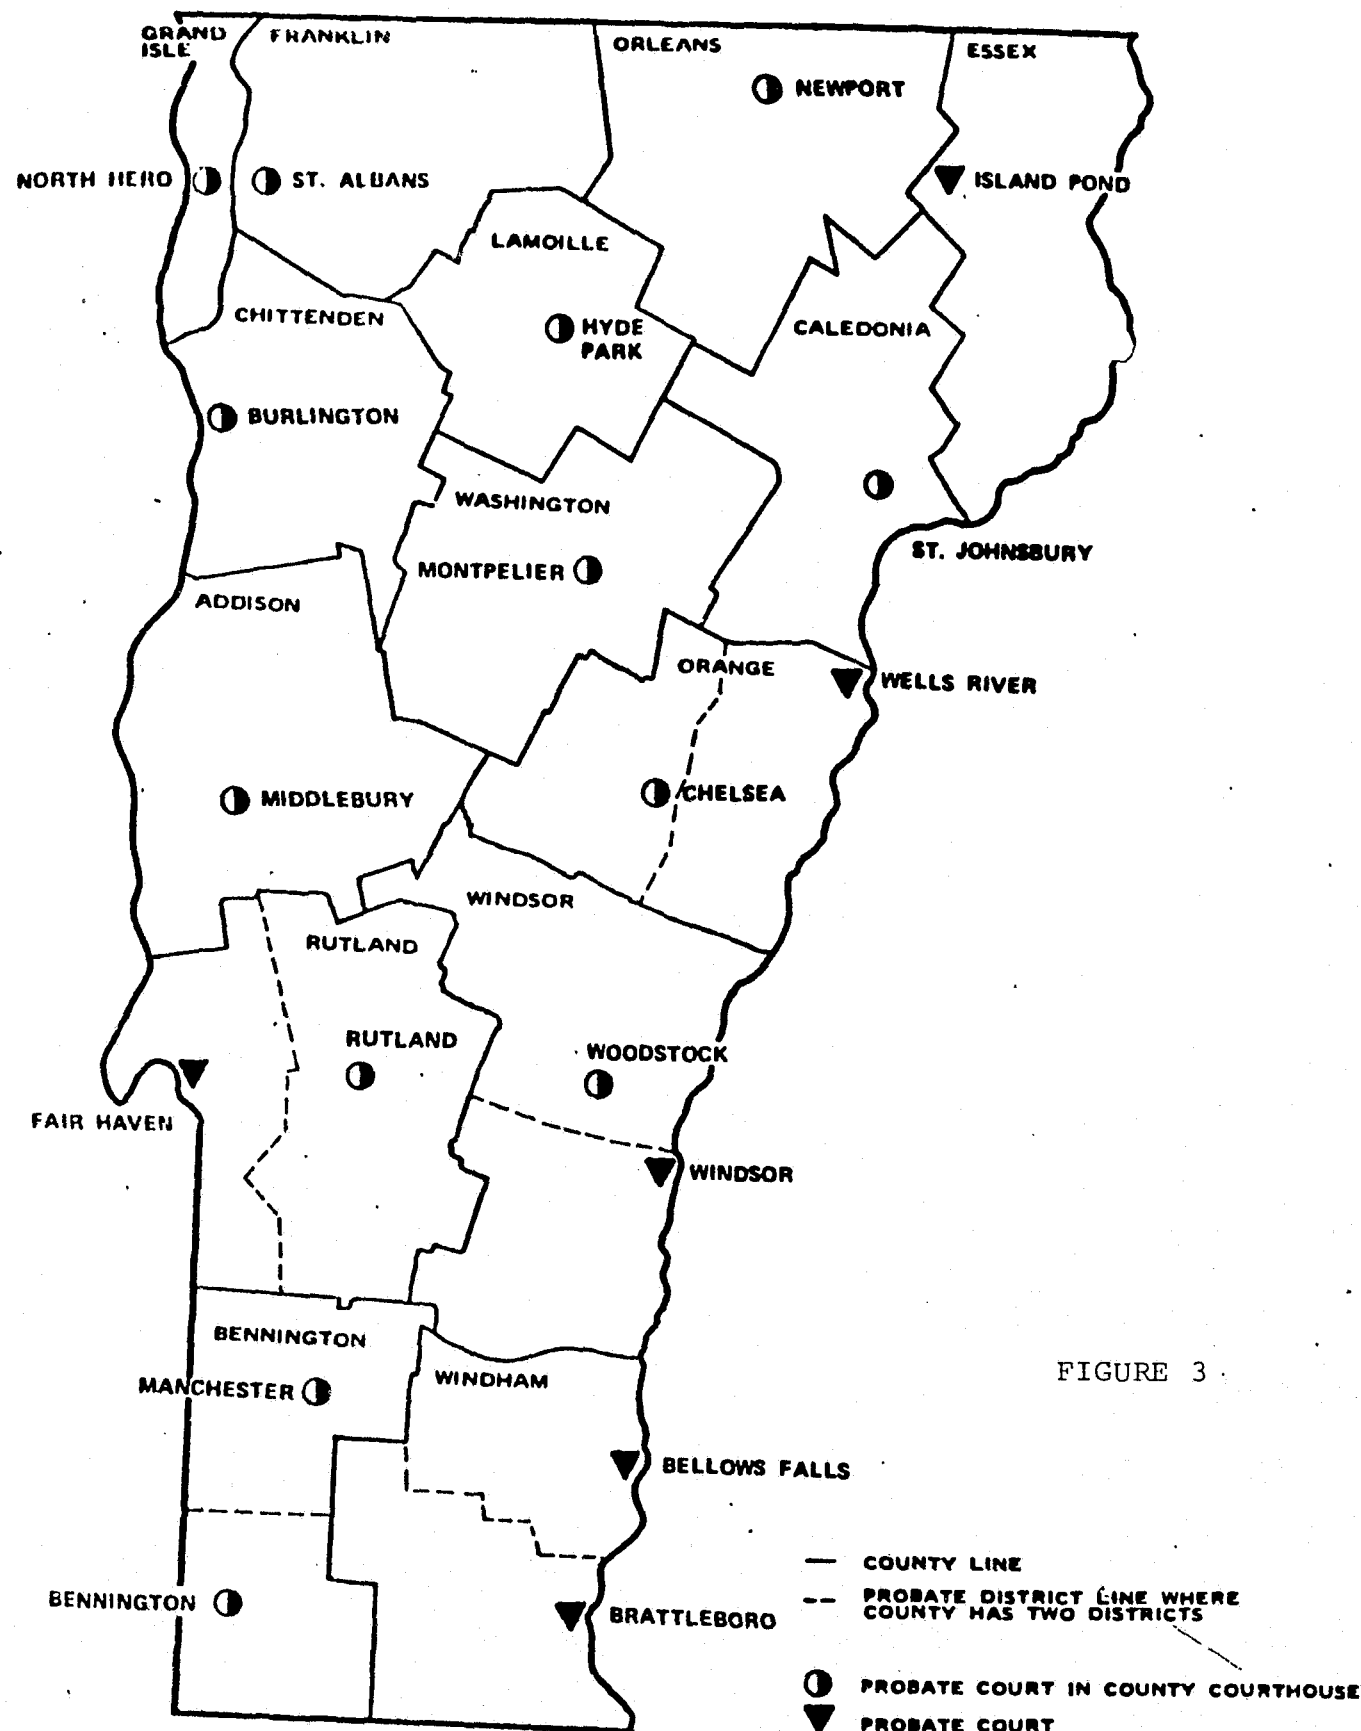 GRAND
ISLE
FRANKLIN
ORLEANS
ESSEX
NEWPORT
NORTH HERO
ST. ALBANS
ISLAND POND
LAMOILLE
CHITTENDEN
HYDE
PARK
CALEDONIA
BURLINGTON
WASHINGTON
ST. JOHNSBURY
MONTPELIER
ADDISON
ORANGE
WELLS RIVER
MIDDLEBURY
CHELSEA
WINDSOR
RUTLAND
RUTLAND
WOODSTOCK
FAIR HAVEN
WINDSOR
BENNINGTON
MANCHESTER
WINDHAM
FIGURE 3
BELLOWS FALLS
BENNINGTON
BRATTLEBORO
COUNTY LINE
PROBATE DISTRICT LINE WHERE
COUNTY HAS TWO DISTRICTS
PROBATE COURT IN COUNTY COURTHOUSE
PROBATE COURT